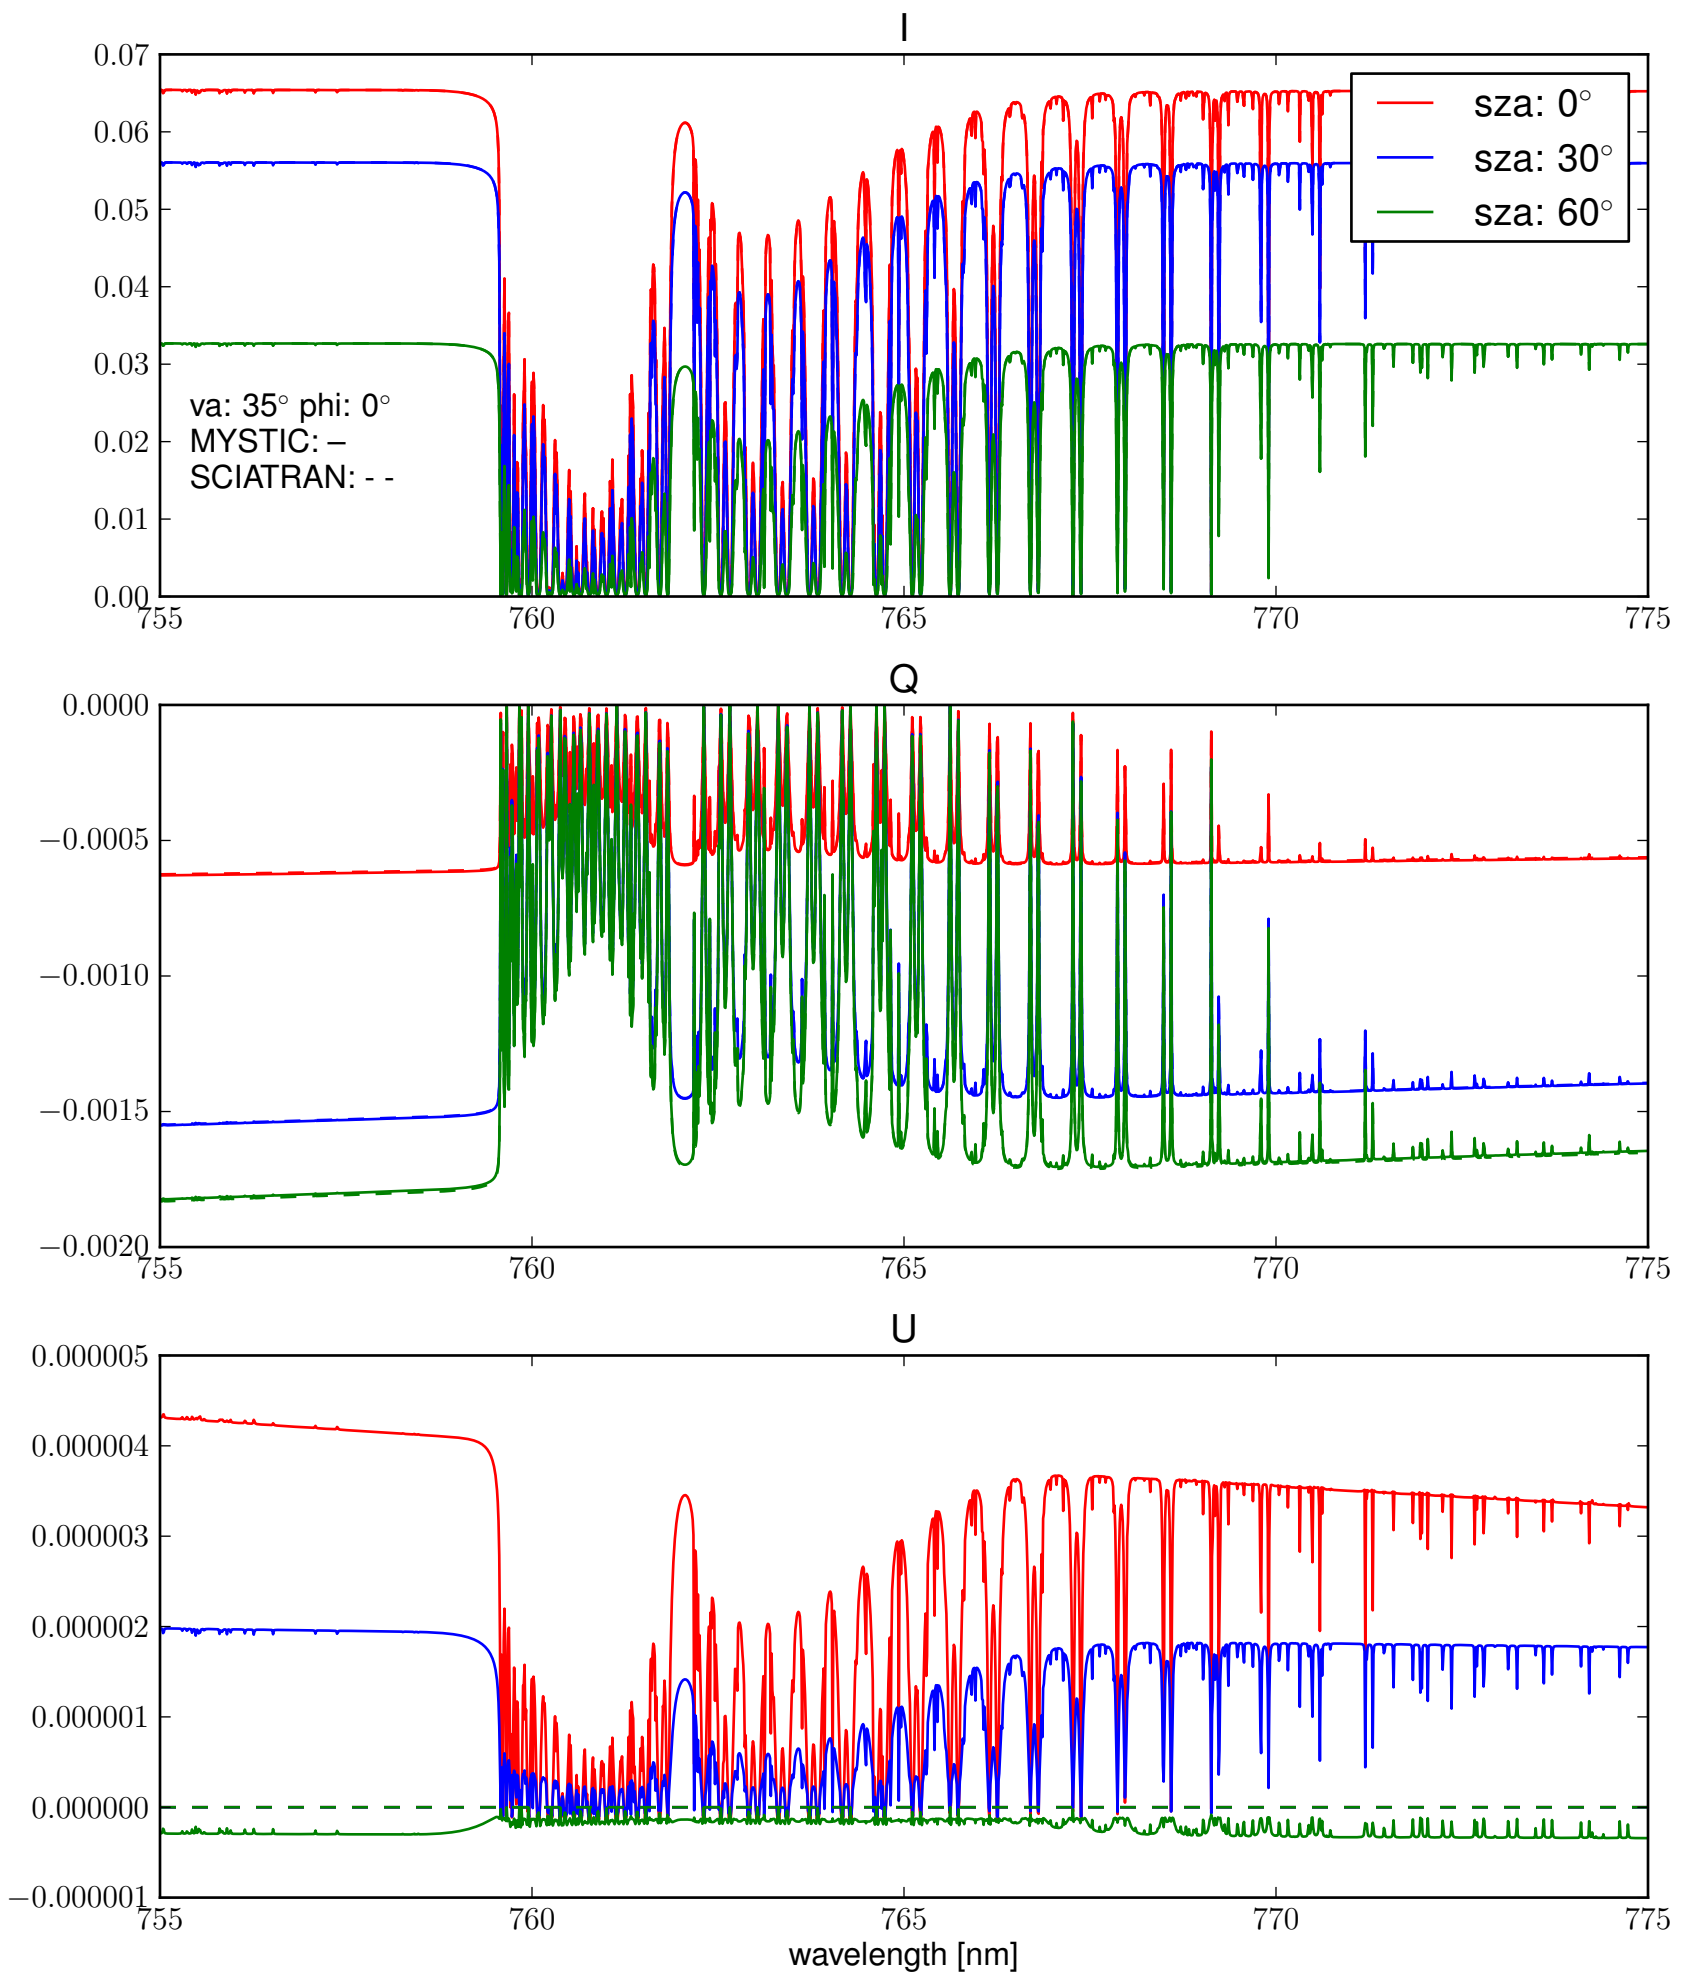 I
0.07
0.06
0.05
0.04
0.03
0.02
0.01
0.00
sza: 0°
sza: 30°
sza: 60°
va: 35° phi: 0°
MYSTIC: –
SCIATRAN: - -
755 760 765 770 775
Q
0.0000
−0.0005
−0.0010
−0.0015
−0.0020
755 760 765 770 775
U
0.000005
0.000004
0.000003
0.000002
0.000001
0.000000
−0.000001
755 760 765 770 775
wavelength [nm]